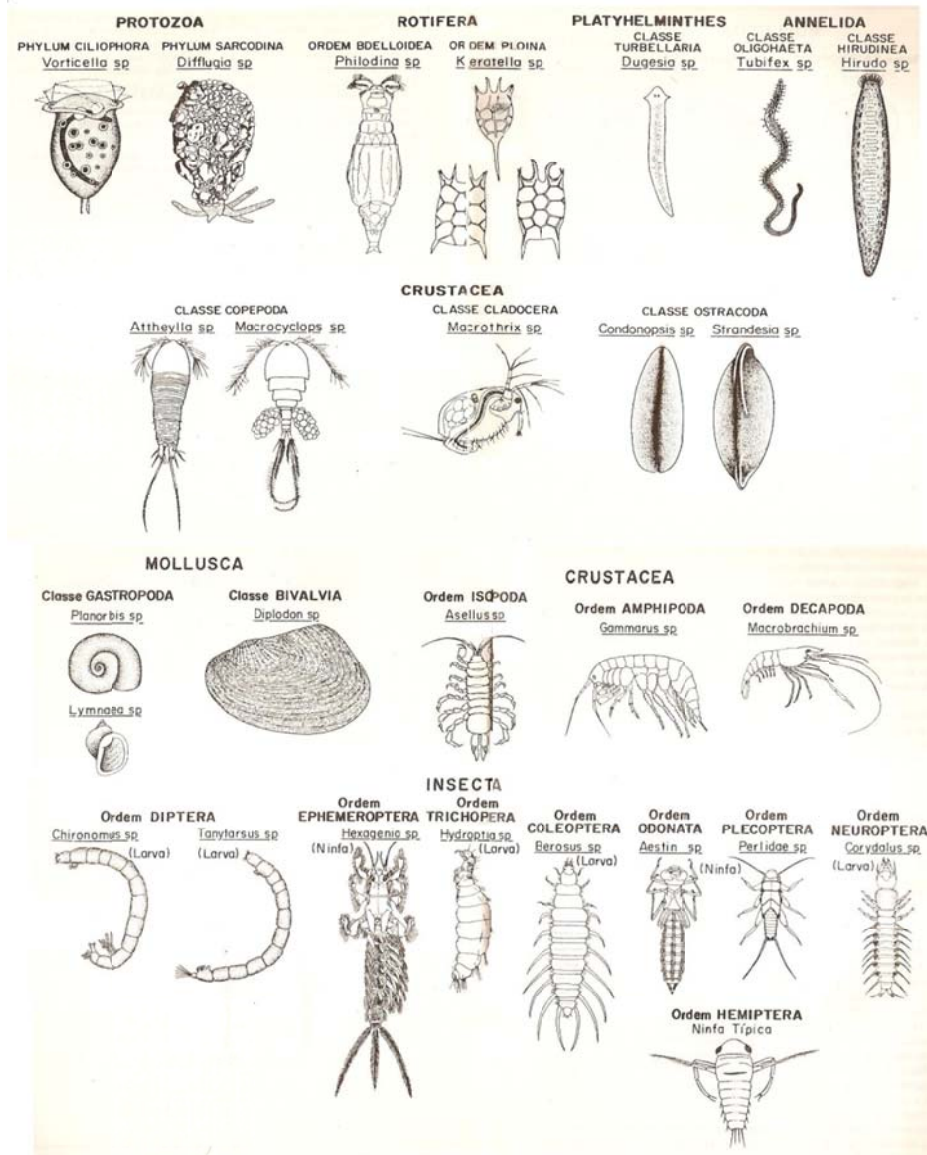 PROTOZOA
ROTIFERA
PLATYHELMINTHES
ANNELIDA
PHYLUM CILIOPHORA
Vorticella sp
PHYLUM SARCODINA
Difflugia sp
ORDEM BDELLOIDEA
Philodina sp
ORDEM PLOINA
Keratella sp
CLASSE
TURBELLARIA
Dugesia sp
CLASSE
OLIGOHAETA
Tubifex sp
CLASSE
HIRUDINEA
Hirudo sp
CRUSTACEA
CLASSE COPEPODA
Attheylla sp
Macrocyclops sp
CLASSE CLADOCERA
Macrothrix sp
CLASSE OSTRACODA
Condonopsis sp
Strandesia sp
MOLLUSCA
CRUSTACEA
Classe GASTROPODA
Planorbis sp
Lymnaea sp
Classe BIVALVIA
Diplodon sp
Ordem ISOPODA
Asellus sp
Ordem AMPHIPODA
Gammarus sp
Ordem DECAPODA
Macrobrachium sp
INSECTA
Ordem DIPTERA
Chironomus sp
(Larva)
Tanytarsus sp
(Larva)
Ordem
EPHEMEROPTERA
Hexagenia sp
(Ninfa)
Ordem
TRICHOPERA
Hydroptia sp
(Larva)
Ordem
COLEOPTERA
Berosus sp
(Larva)
Ordem
ODONATA
Aestin sp
Ordem
PLECOPTERA
Perlidae sp
(Ninfa)
Ordem
NEUROPTERA
Corydalus sp
(Larva)
Ordem HEMIPTERA
Ninfa Típica